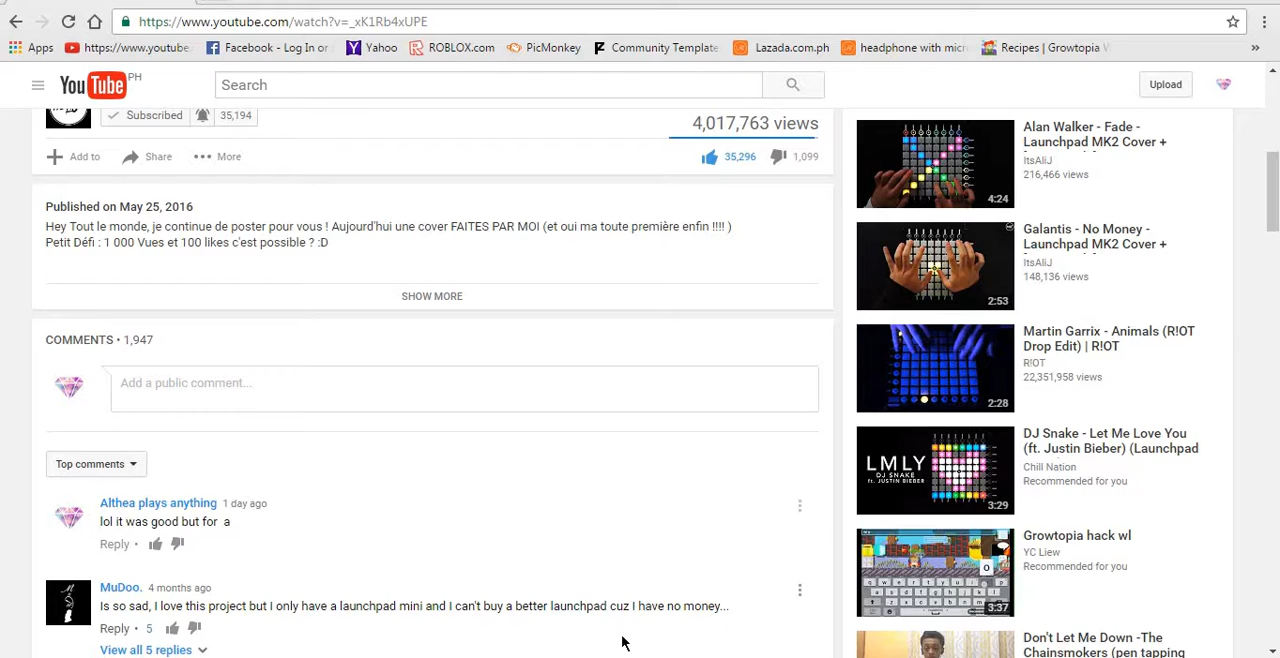 https://www.youtube.com/watch?v=_xK1Rb4xUPE
Apps https://www.youtube Facebook - Log In or Yahoo ROBLOX.com PicMonkey Community Template Lazada.com.ph headphone with micr Recipes | Growtopia W »
YouTube PH Search Upload
Subscribed 35,194
4,017,763 views
Add to Share More 35,296 1,099
Published on May 25, 2016
Hey Tout le monde, je continue de poster pour vous ! Aujourd'hui une cover FAITES PAR MOI (et oui ma toute première enfin !!!! )
Petit Défi : 1 000 Vues et 100 likes c'est possible ? :D
SHOW MORE
COMMENTS • 1,947
Add a public comment...
Top comments
Althea plays anything 1 day ago
lol it was good but for a
Reply •
MuDoo. 4 months ago
Is so sad, I love this project but I only have a launchpad mini and I can't buy a better launchpad cuz I have no money...
Reply • 5
View all 5 replies
Alan Walker - Fade -
Launchpad MK2 Cover +
ItsAliJ
216,466 views
4:24
Galantis - No Money -
Launchpad MK2 Cover +
ItsAliJ
148,136 views
2:53
Martin Garrix - Animals (R!OT
Drop Edit) | R!OT
R!OT
22,351,958 views
2:28
DJ Snake - Let Me Love You
(ft. Justin Bieber) (Launchpad
Chill Nation
Recommended for you
LMLY
DJ SNAKE
ft. JUSTIN BIEBER
3:29
Growtopia hack wl
YC Liew
Recommended for you
O
3:37
Don't Let Me Down -The
Chainsmokers (pen tapping